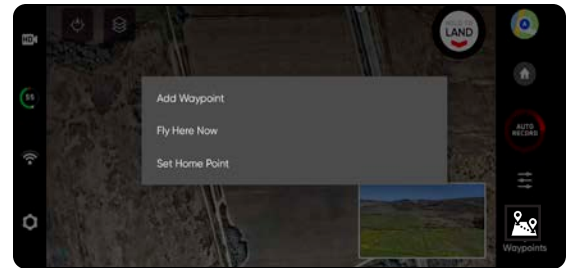 HD
HOLD TO
LAND
55
Add Waypoint
Fly Here Now
Set Home Point
AUTO
RECORD
Waypoints